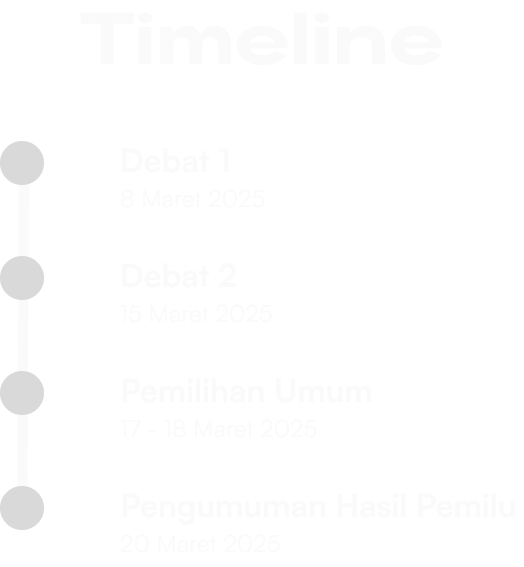 Timeline
Debat 1
8 Maret 2025
Debat 2
15 Maret 2025
Pemilihan Umum
17 - 18 Maret 2025
Pengumuman Hasil Pemilu
20 Maret 2025